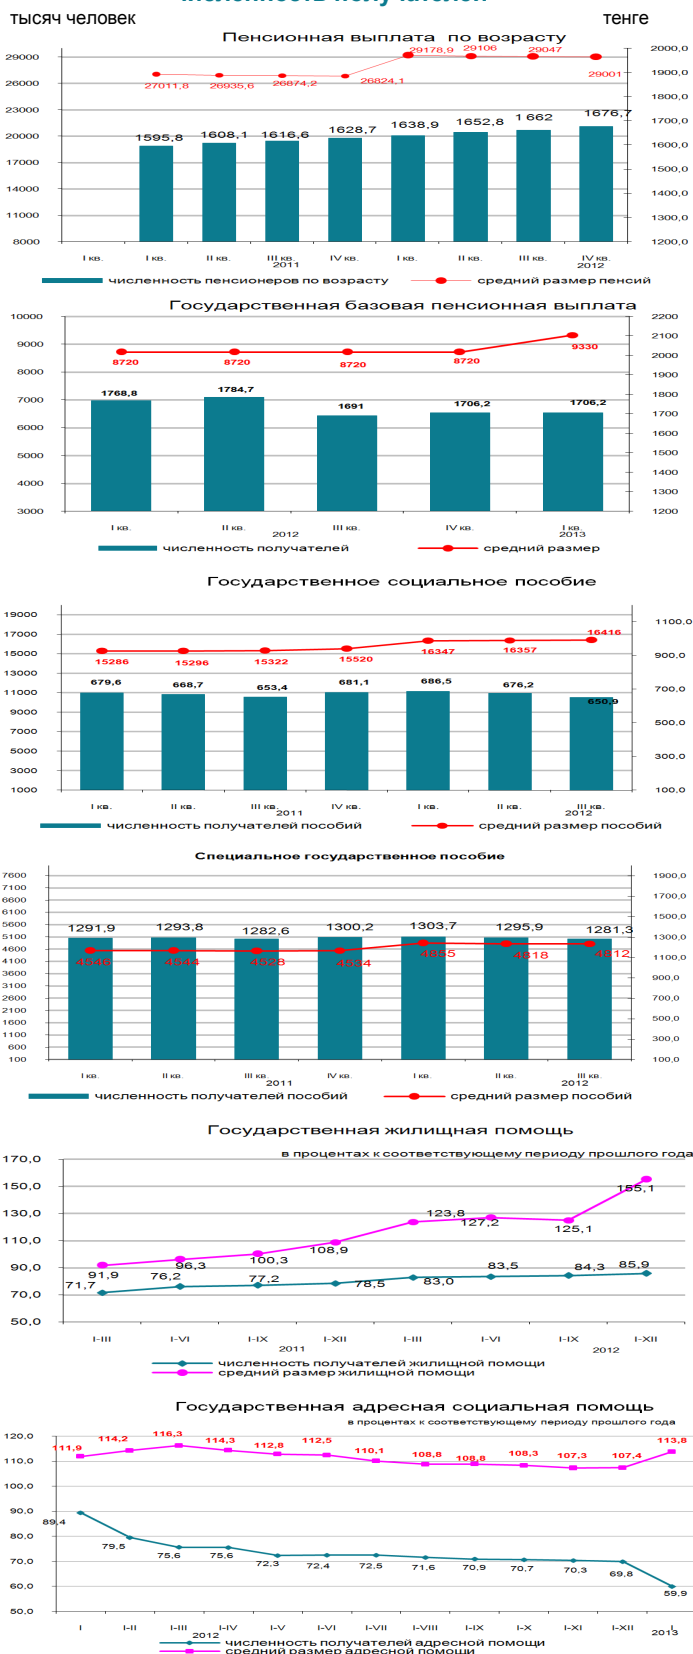 тысяч человек тенге
Пенсионная выплата по возрасту
29000 26000 23000 20000 17000 14000 11000 8000
2000,0 1900,0 1800,0 1700,0 1600,0 1500,0 1400,0 1300,0 1200,0
27011,8 26935,6 26874,2 26824,1 29178,9 29106 29047 29001
1595,8 1608,1 1616,6 1628,7 1638,9 1652,8 1 662 1676,7
I кв. I кв. II кв. III кв. IV кв. I кв. II кв. III кв. IV кв.
2011 2012
численность пенсионеров по возрасту средний размер пенсий
Государственная базовая пенсионная выплата
10000 9000 8000 7000 6000 5000 4000 3000
2200 2100 2000 1900 1800 1700 1600 1500 1400 1300 1200
8720 8720 8720 8720 9330
1768,8 1784,7 1691 1706,2 1706,2
I кв. II кв. III кв. IV кв. I кв.
2012 2013
численность получателей средний размер
Государственное социальное пособие
19000 17000 15000 13000 11000 9000 7000 5000 3000 1000
1100,0 900,0 700,0 500,0 300,0 100,0
15286 15296 15322 15520 16347 16357 16416
679,6 668,7 653,4 681,1 686,5 676,2 650,9
I кв. II кв. III кв. IV кв. I кв. II кв. III кв.
2011 2012
численность получателей пособий средний размер пособий
Специальное государственное пособие
7600 7100 6600 6100 5600 5100 4600 4100 3600 3100 2600 2100 1600 1100 600 100
1900,0 1700,0 1500,0 1300,0 1100,0 900,0 700,0 500,0 300,0 100,0
1291,9 1293,8 1282,6 1300,2 1303,7 1295,9 1281,3
4546 4544 4528 4534 4855 4818 4812
I кв. II кв. III кв. IV кв. I кв. II кв. III кв.
2011 2012
численность получателей пособий средний размер пособий
Государственная жилищная помощь
в процентах к соответствующему периоду прошлого года
170,0 150,0 130,0 110,0 90,0 70,0 50,0
91,9 96,3 100,3 108,9 123,8 127,2 125,1 155,1
71,7 76,2 77,2 78,5 83,0 83,5 84,3 85,9
I-III I-VI I-IX I-XII I-III I-VI I-IX I-XII
2011 2012
численность получателей жилищной помощи
средний размер жилищной помощи
Государственная адресная социальная помощь
в процентах к соответствующему периоду прошлого года
120,0 110,0 100,0 90,0 80,0 70,0 60,0 50,0
111,9 114,2 116,3 114,3 112,8 112,5 110,1 108,8 108,8 108,3 107,3 107,4 113,8
89,4 79,5 75,6 75,6 72,3 72,4 72,5 71,6 70,9 70,7 70,3 69,8 59,9
I I-II I-III I-IV I-V I-VI I-VII I-VIII I-IX I-X I-XI I-XII I
2012 2013
численность получателей адресной помощи
средний размер адресной помощи